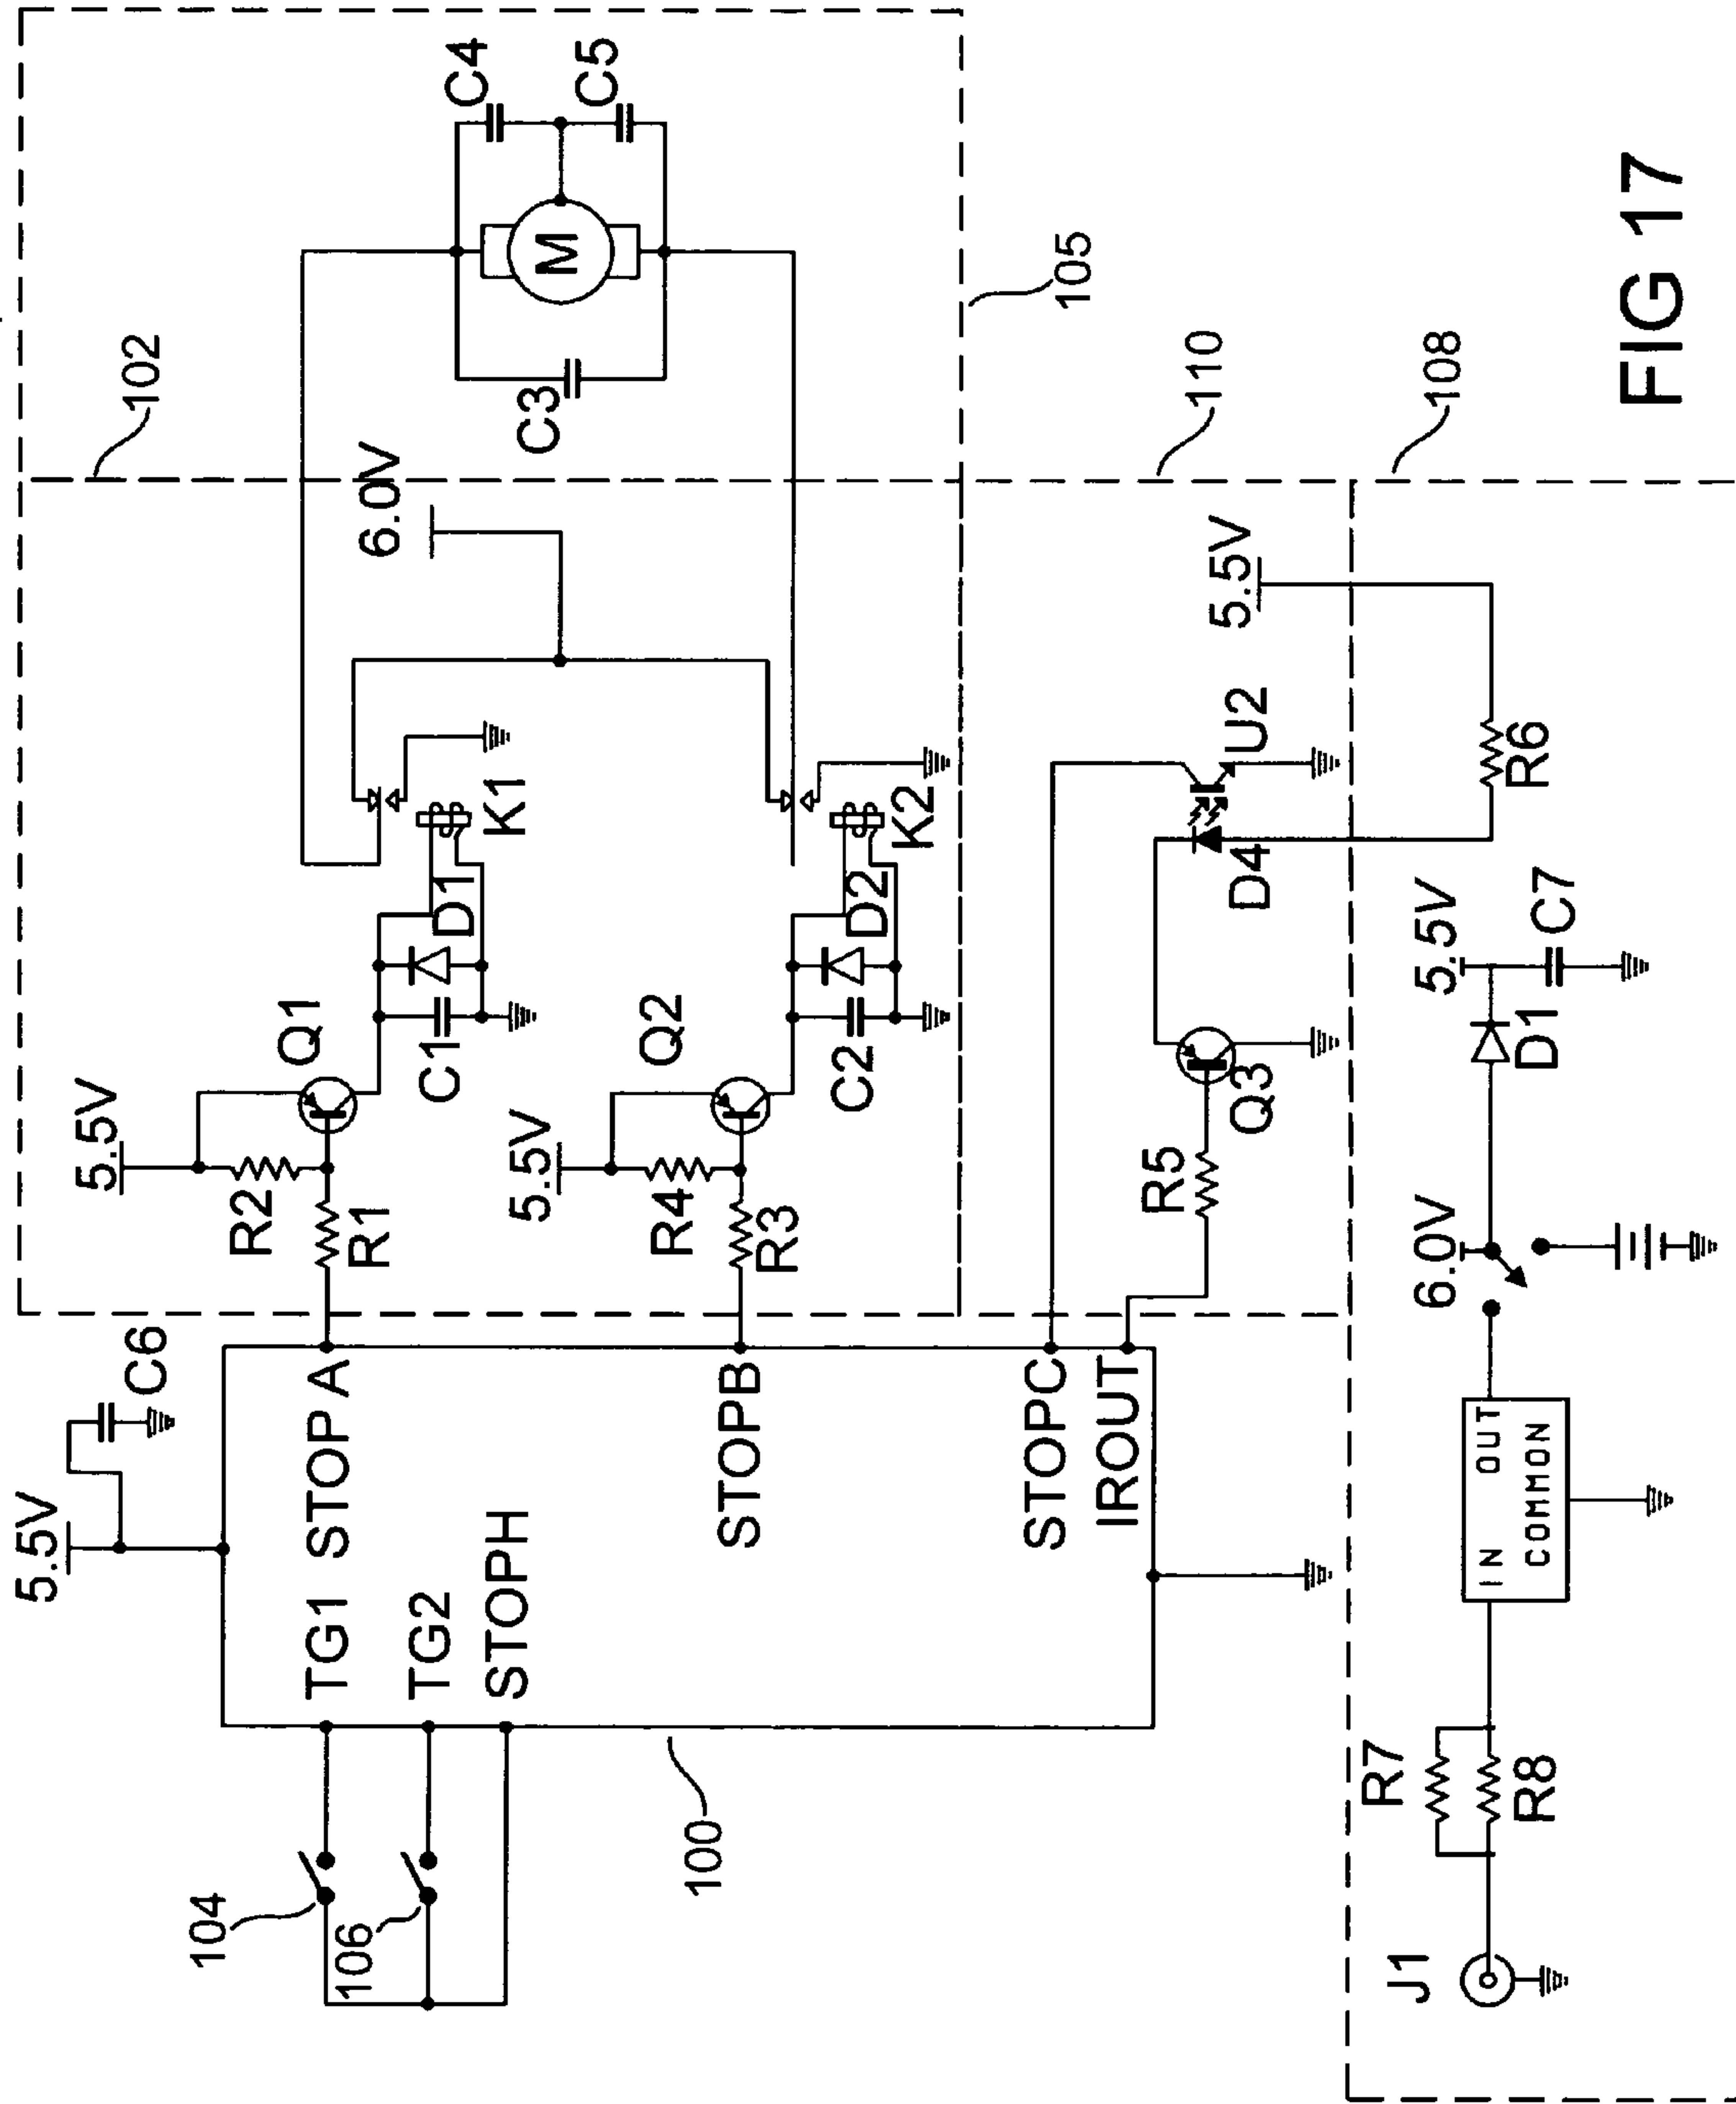 5.5V
C6
TG1 STOP A
TG2
STOPH
STOPB
STOPC
IROUT
104
106
100
5.5V
R2
R1
Q1
C1
D1
K1
5.5V
R4
R3
Q2
C2
D2
K2
6.0V
102
C3
M
C4
C5
105
R5
Q3
D4
U2
5.5V
R6
110
108
J1
R7
R8
IN OUT
COMMON
6.0V
D1
5.5V
C7
FIG 17